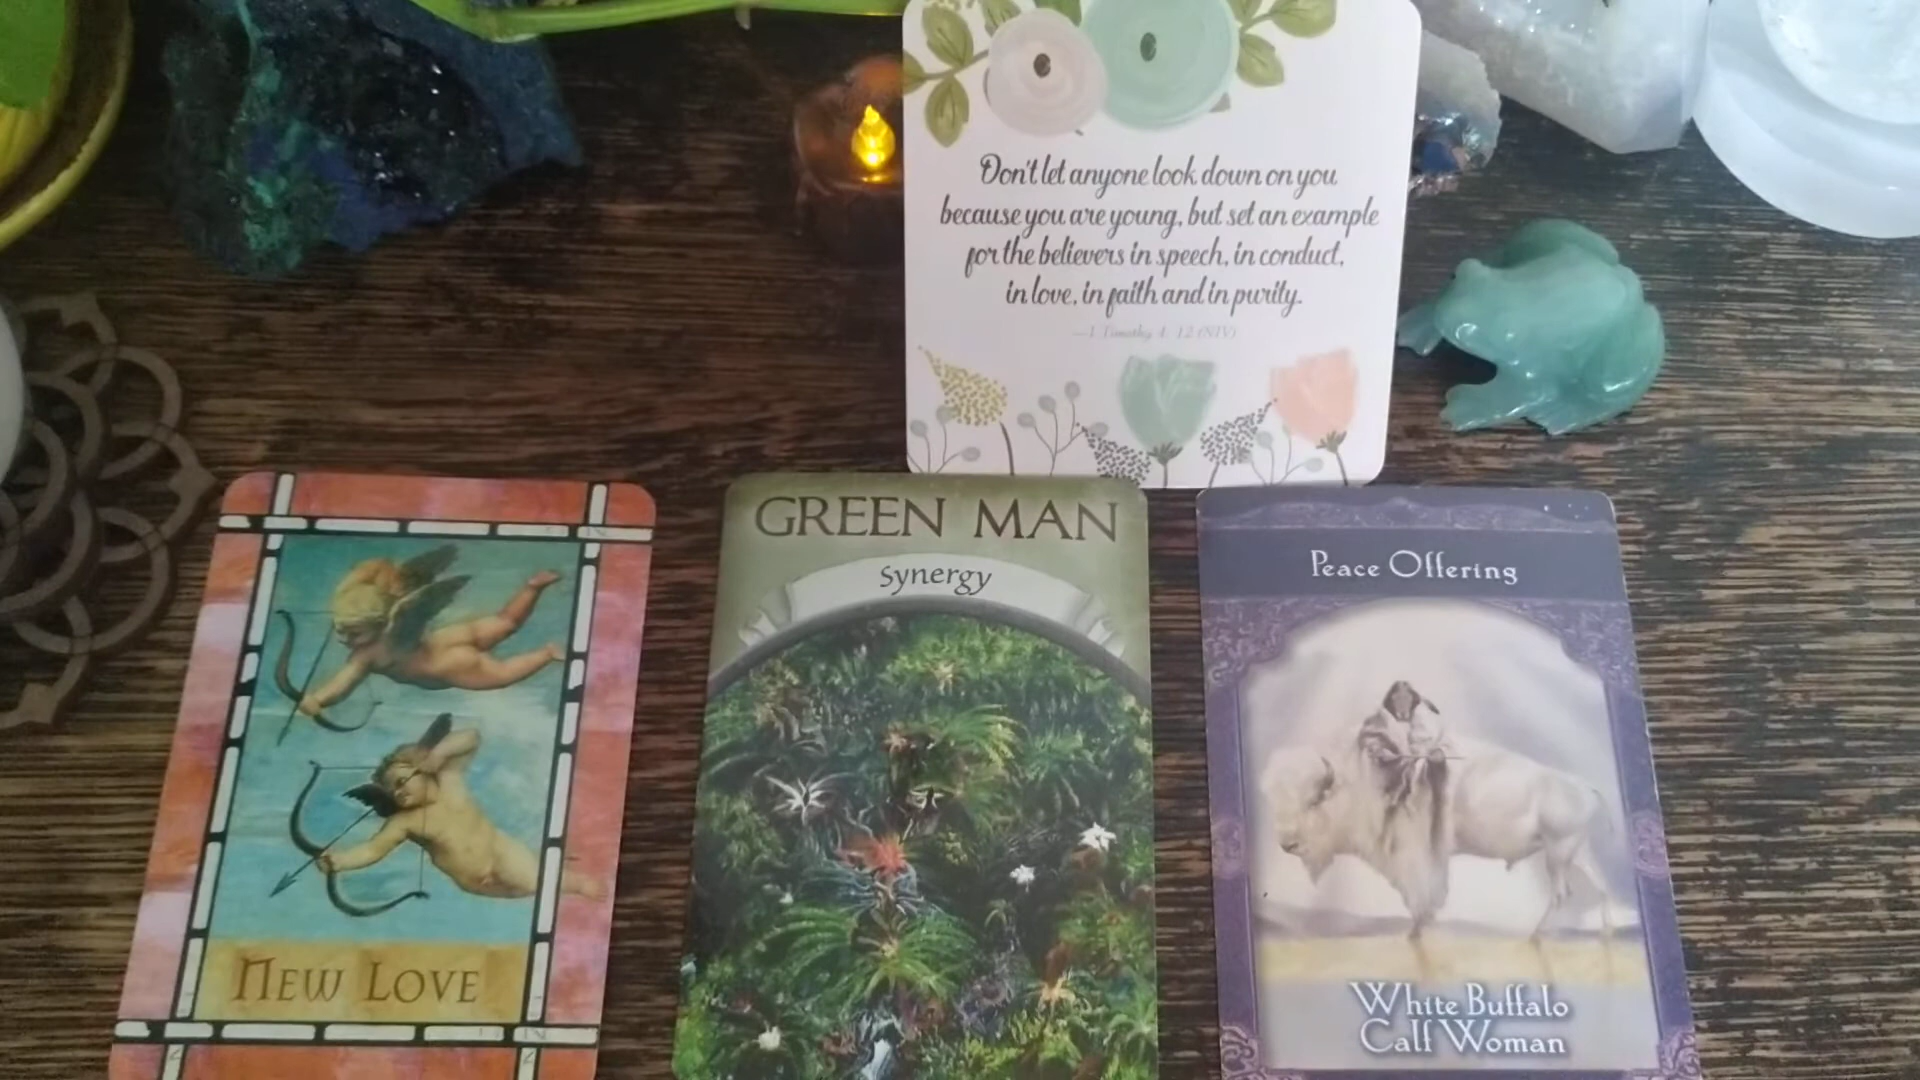 Don't let anyone look down on you
because you are young, but set an example
for the believers in speech, in conduct,
in love, in faith and in purity.
—1 Timothy 4: 12 (NIV)
NEW LOVE
GREEN MAN
synergy
Peace Offering
White Buffalo
Calf Woman